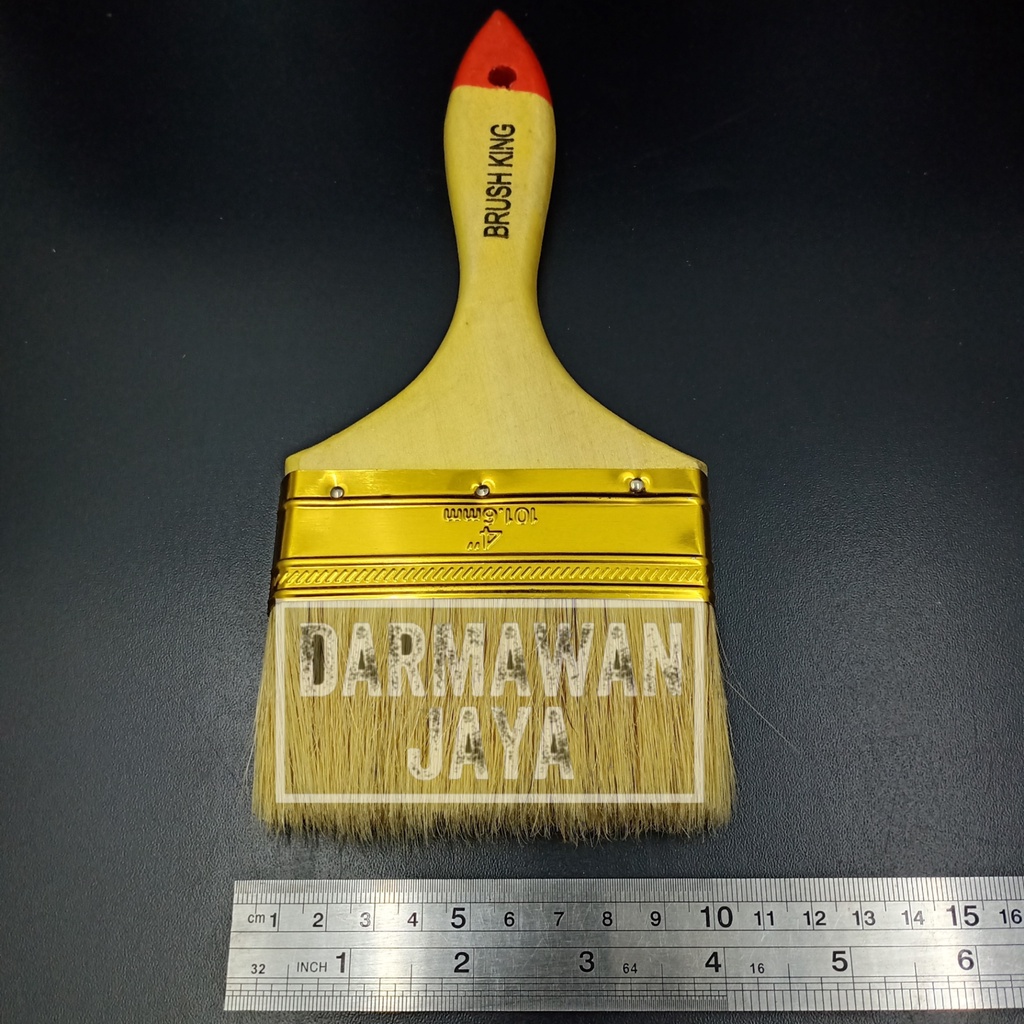 BRUSH KING
101.6mm
4"
DARMAWAN
JAYA
cm 1 2 3 4 5 6 7 8 9 10 11 12 13 14 15 16
32 INCH 1 2 3 64 4 16 5 6